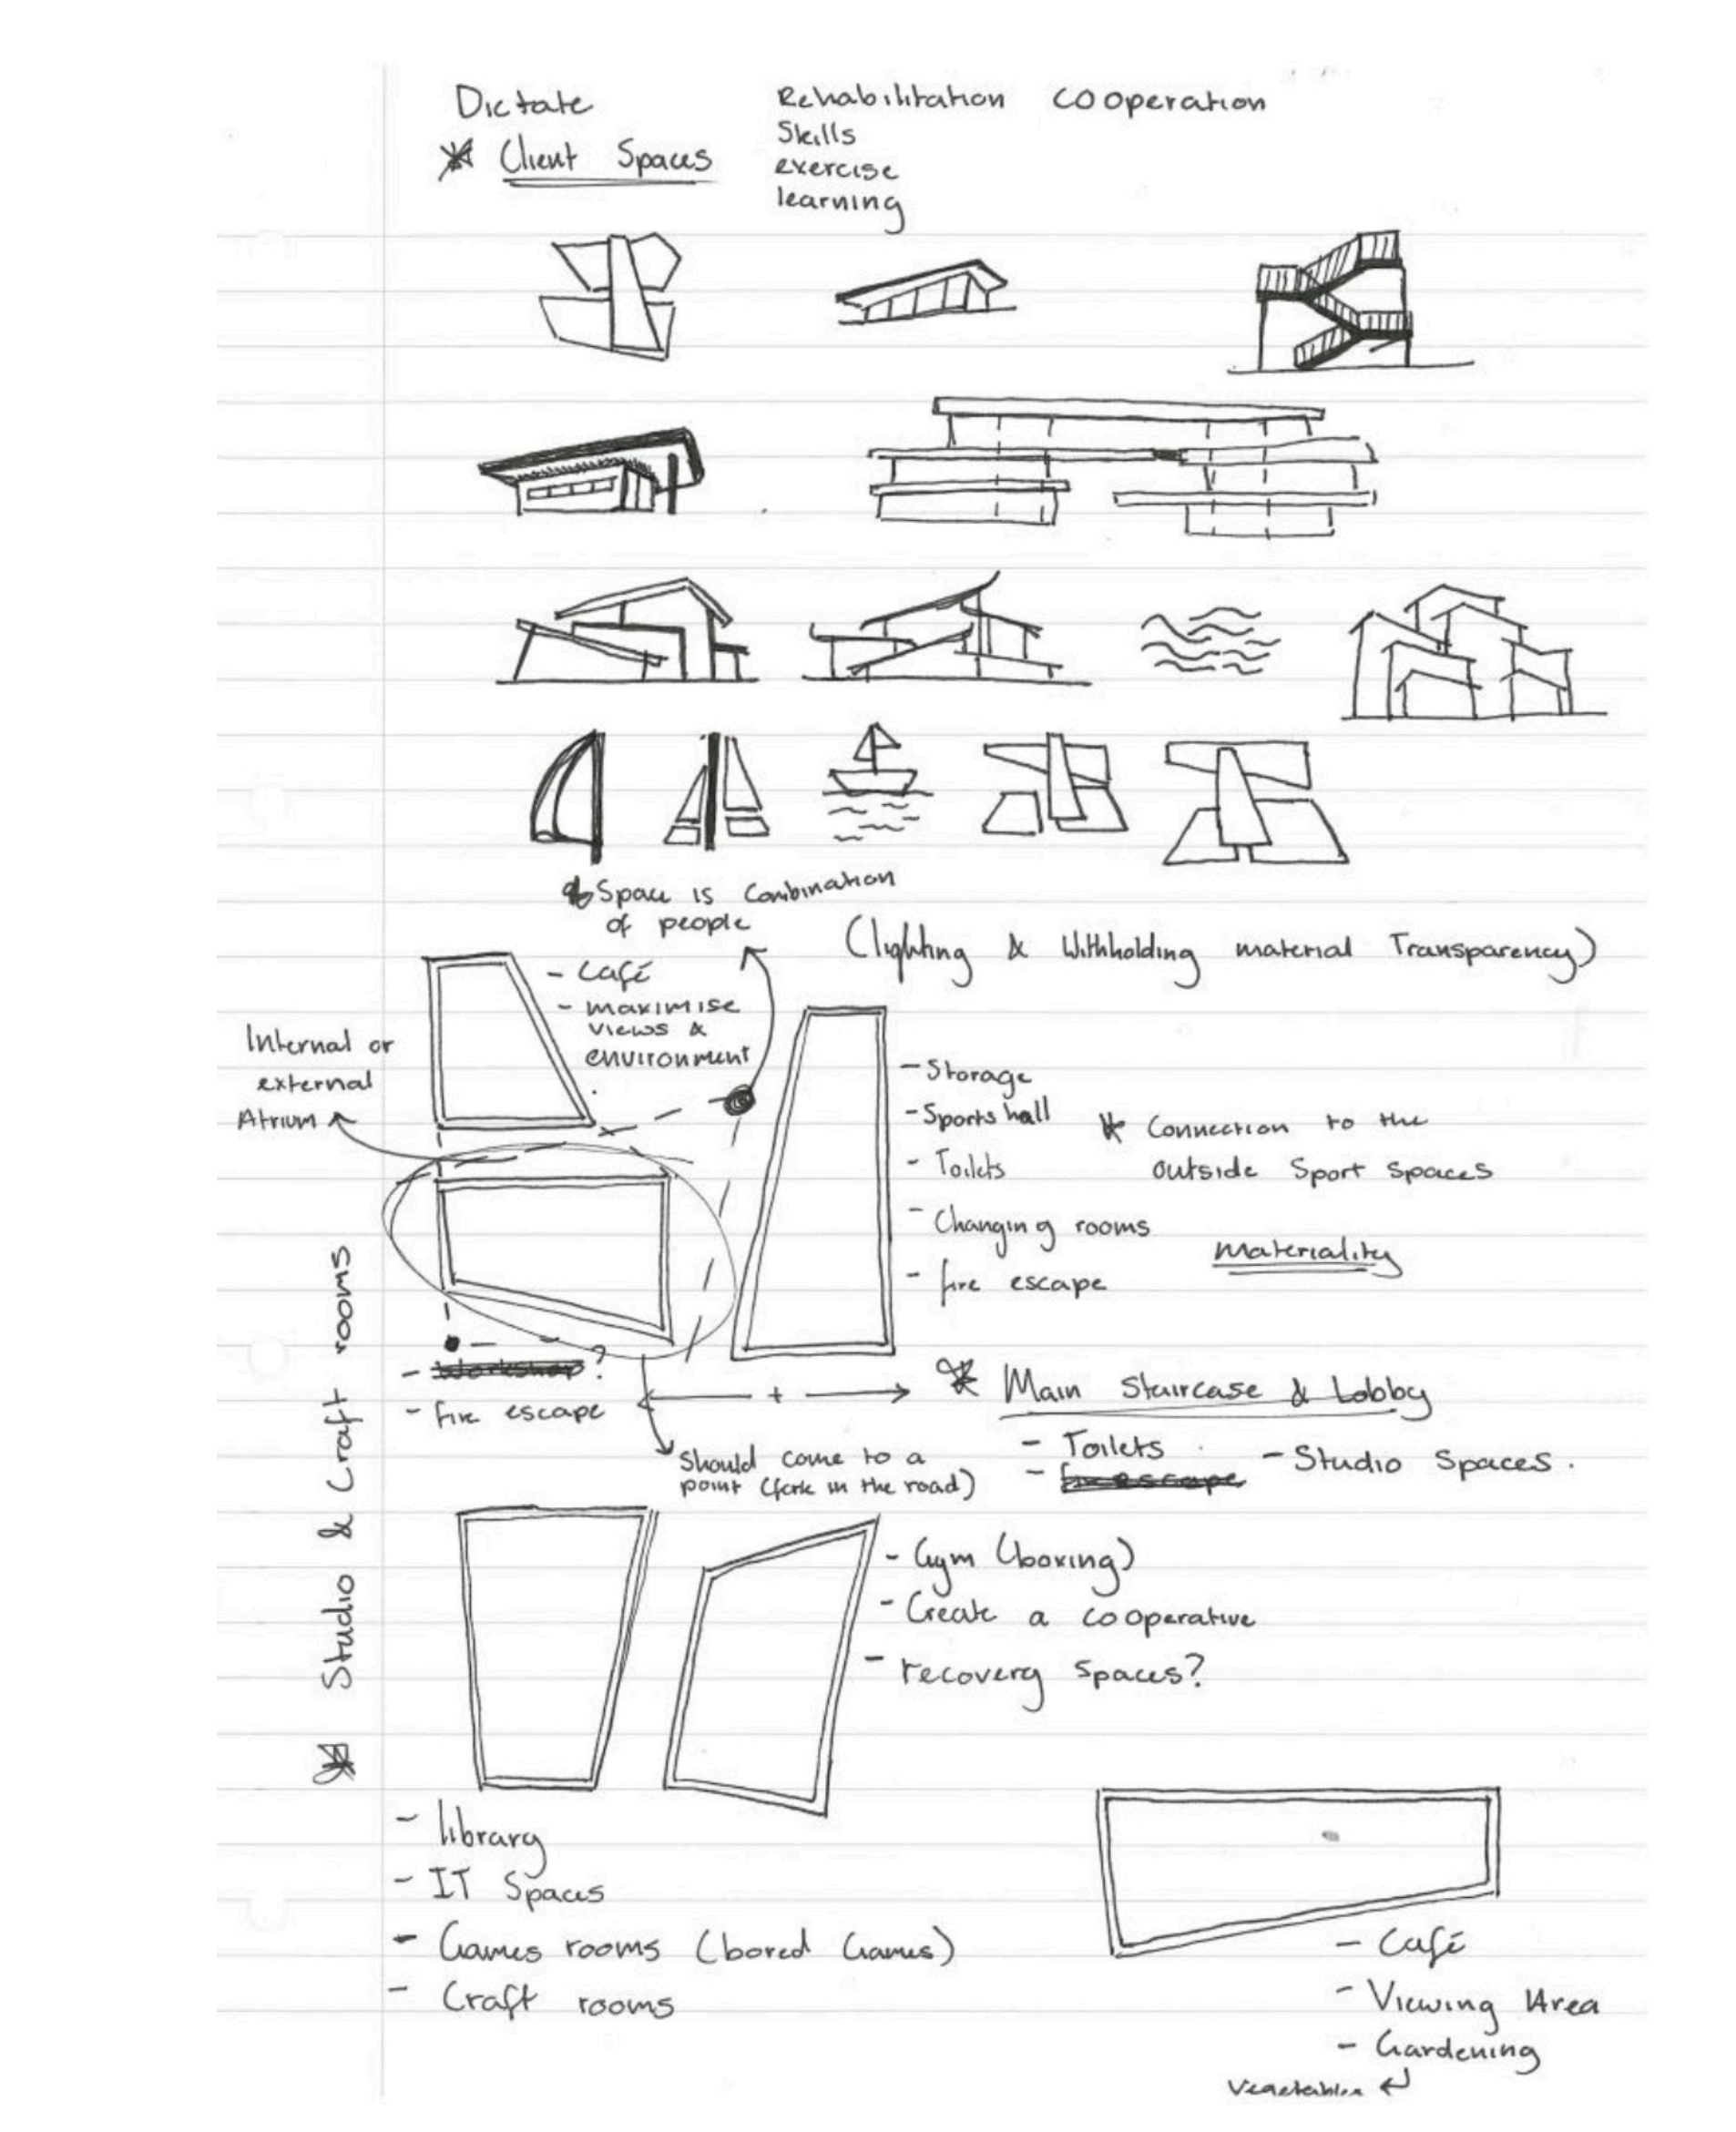 Dictate
* Client Spaces
Rehabilitation
Skills
exercise
learning
cooperation
* Space is Combination
of people
(lighting & Withholding material Transparency)
- Café
- maximise
views &
environment
Internal or
external
Atrium
- Storage
- Sports hall
- Toilets
- Changing rooms
- fire escape
* Connection to the
outside Sport Spaces
Materiality
- Workshop?
- fire escape
+
* Main Staircase & Lobby
- Toilets
- fire escape
- Studio Spaces.
Should come to a
point (fork in the road)
* Studio & Craft rooms
- Gym (boxing)
- Create a cooperative
- recovery spaces?
- library
- IT Spaces
- Games rooms (bored Games)
- Craft rooms
- Café
- Viewing Area
- Gardening
Vegetables